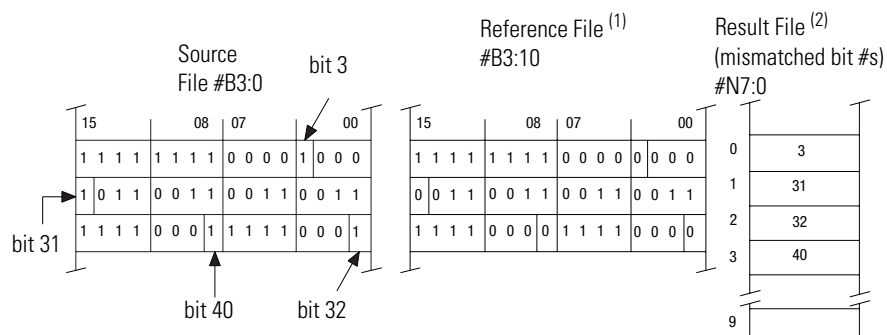 Source
File #B3:0
bit 3
Reference File (1)
#B3:10
Result File (2)
(mismatched bit #s)
#N7:0
15 08 07 00
1 1 1 1 1 1 1 1 0 0 0 0 1 0 0 0
1 0 1 1 0 0 1 1 0 0 1 1 0 0 1 1
1 1 1 1 0 0 0 1 1 1 1 1 0 0 0 1
bit 31
bit 40
bit 32
15 08 07 00
1 1 1 1 1 1 1 1 0 0 0 0 0 0 0 0
0 0 1 1 0 0 1 1 0 0 1 1 0 0 1 1
1 1 1 1 0 0 0 0 1 1 1 1 0 0 0 0
0 3
1 31
2 32
3 40
9